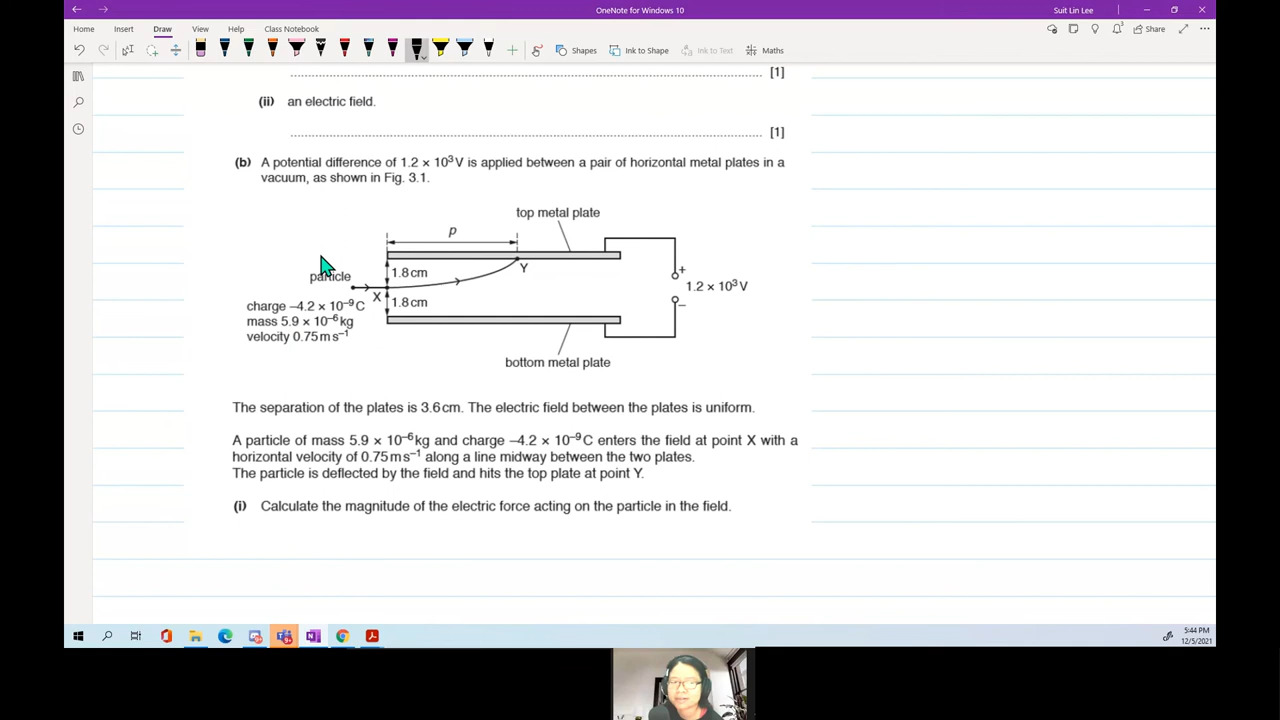 OneNote for Windows 10
Suit Lin Lee
Home
Insert
Draw
View
Help
Class Notebook
Share
Shapes
Ink to Shape
Ink to Text
Maths
[1]
(ii) an electric field.
[1]
(b) A potential difference of 1.2 × 10³ V is applied between a pair of horizontal metal plates in a
vacuum, as shown in Fig. 3.1.
top metal plate
p
1.8 cm
Y
particle
X
1.8 cm
+
1.2 × 10³ V
−
charge –4.2 × 10⁻⁹ C
mass 5.9 × 10⁻⁶ kg
velocity 0.75 m s⁻¹
bottom metal plate
The separation of the plates is 3.6 cm. The electric field between the plates is uniform.
A particle of mass 5.9 × 10⁻⁶ kg and charge –4.2 × 10⁻⁹ C enters the field at point X with a
horizontal velocity of 0.75 m s⁻¹ along a line midway between the two plates.
The particle is deflected by the field and hits the top plate at point Y.
(i) Calculate the magnitude of the electric force acting on the particle in the field.
5:44 PM
12/5/2021